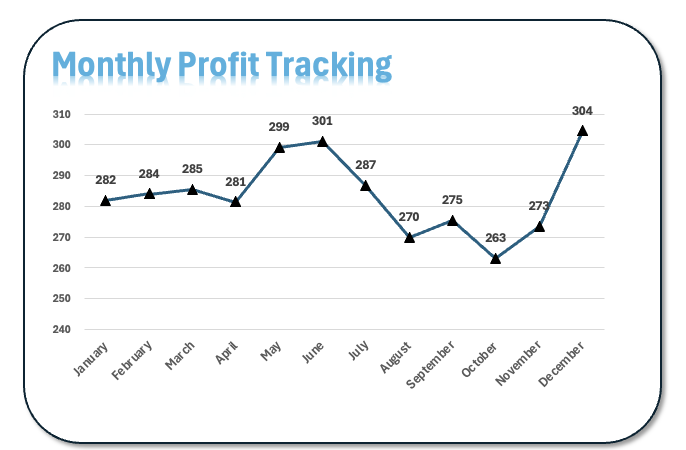 Monthly Profit Tracking
310
300
290
280
270
260
250
240
282
284
285
281
299
301
287
270
275
263
273
304
January
February
March
April
May
June
July
August
September
October
November
December